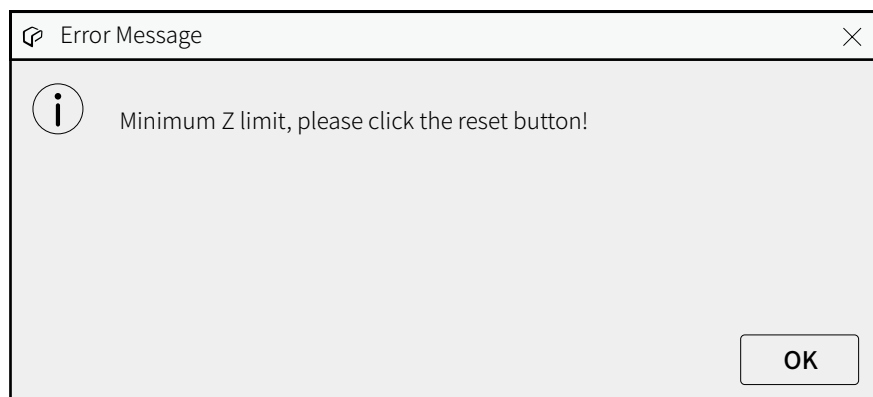 Error Message
Minimum Z limit, please click the reset button!
OK